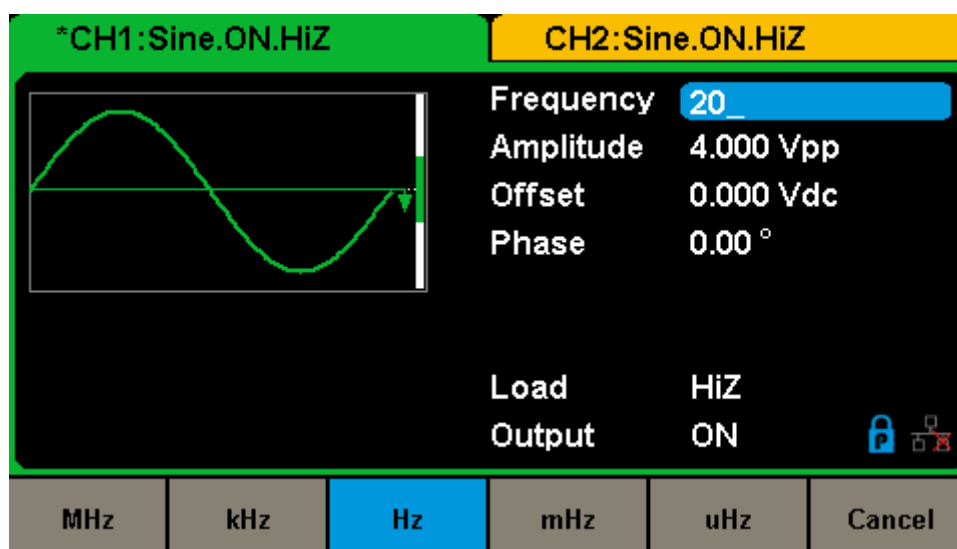 *CH1:Sine.ON.HiZ CH2:Sine.ON.HiZ
Frequency 20_
Amplitude 4.000 Vpp
Offset 0.000 Vdc
Phase 0.00 °
Load HiZ
Output ON P
MHz kHz Hz mHz uHz Cancel